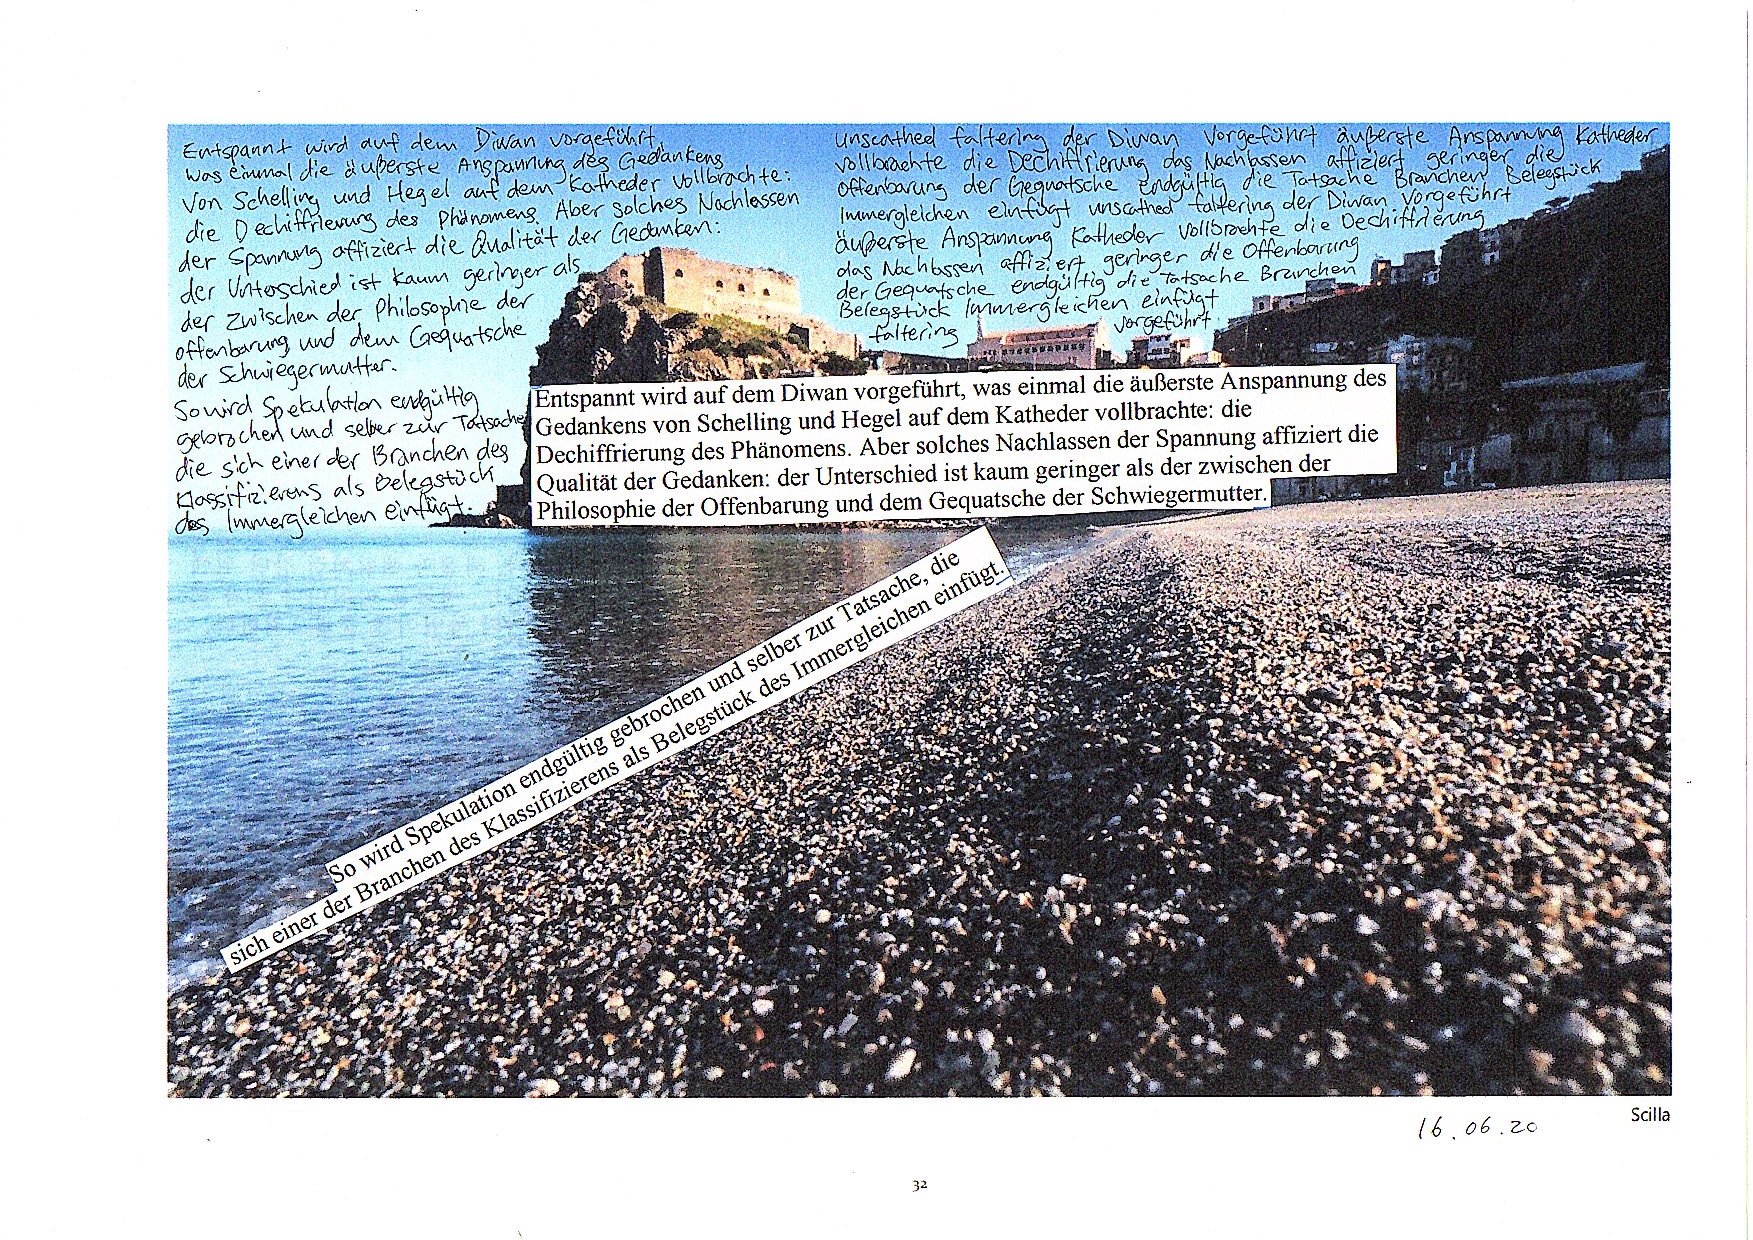 Entspannt wird auf dem Diwan vorgeführt,
was einmal die äußerste Anspannung des Gedankens
von Schelling und Hegel auf dem Katheder vollbrachte:
die Dechiffrierung des Phänomens. Aber solches Nachlassen
der Spannung affiziert die Qualität der Gedanken:
der Unterschied ist kaum geringer als
der zwischen der Philosophie der
Offenbarung und dem Gequatsche
der Schwiegermutter.
So wird Spekulation endgültig
gebrochen und selber zur Tatsache
die sich einer der Branchen des
Klassifizierens als Belegstück
des Immergleichen einfügt.
unscathed faltering der Diwan vorgeführt äußerste Anspannung Katheder
vollbrachte die Dechiffrierung das Nachlassen affiziert geringer die
Offenbarung der Gequatsche endgültig die Tatsache Branchen Belegstück
Immergleichen einfügt unscathed faltering der Diwan vorgeführt
äußerste Anspannung Katheder vollbrachte die Dechiffrierung
das Nachlassen affiziert geringer die Offenbarung
der Gequatsche endgültig die Tatsache Branchen
Belegstück Immergleichen einfügt
faltering vorgeführt.
Entspannt wird auf dem Diwan vorgeführt, was einmal die äußerste Anspannung des
Gedankens von Schelling und Hegel auf dem Katheder vollbrachte: die
Dechiffrierung des Phänomens. Aber solches Nachlassen der Spannung affiziert die
Qualität der Gedanken: der Unterschied ist kaum geringer als der zwischen der
Philosophie der Offenbarung und dem Gequatsche der Schwiegermutter.
So wird Spekulation endgültig gebrochen und selber zur Tatsache, die
sich einer der Branchen des Klassifizierens als Belegstück des Immergleichen einfügt.
16.06.20
Scilla
32